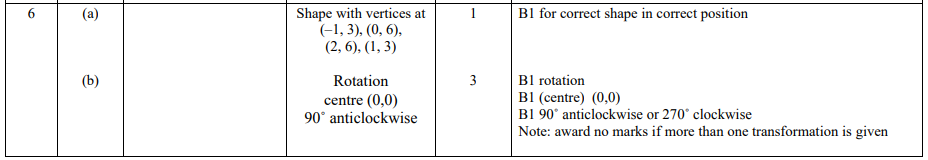 6 (a) Shape with vertices at 1 B1 for correct shape in correct position
(−1, 3), (0, 6),
(2, 6), (1, 3)
(b) Rotation 3 B1 rotation
centre (0,0) B1 (centre) (0,0)
90˚ anticlockwise B1 90˚ anticlockwise or 270˚ clockwise
Note: award no marks if more than one transformation is given